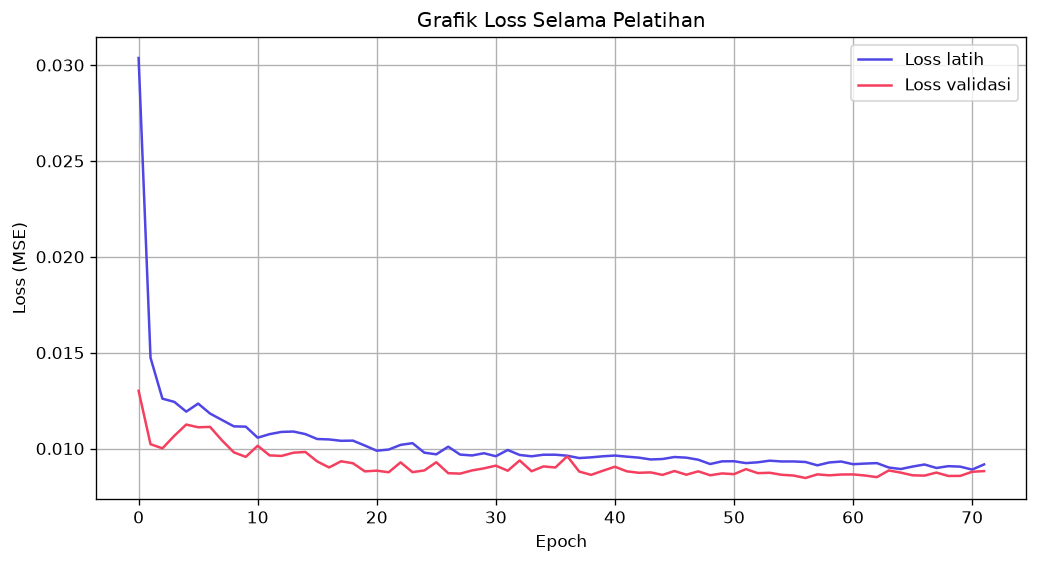 Grafik Loss Selama Pelatihan
Loss latih
Loss validasi
Loss (MSE)
0.030
0.025
0.020
0.015
0.010
0 10 20 30 40 50 60 70
Epoch